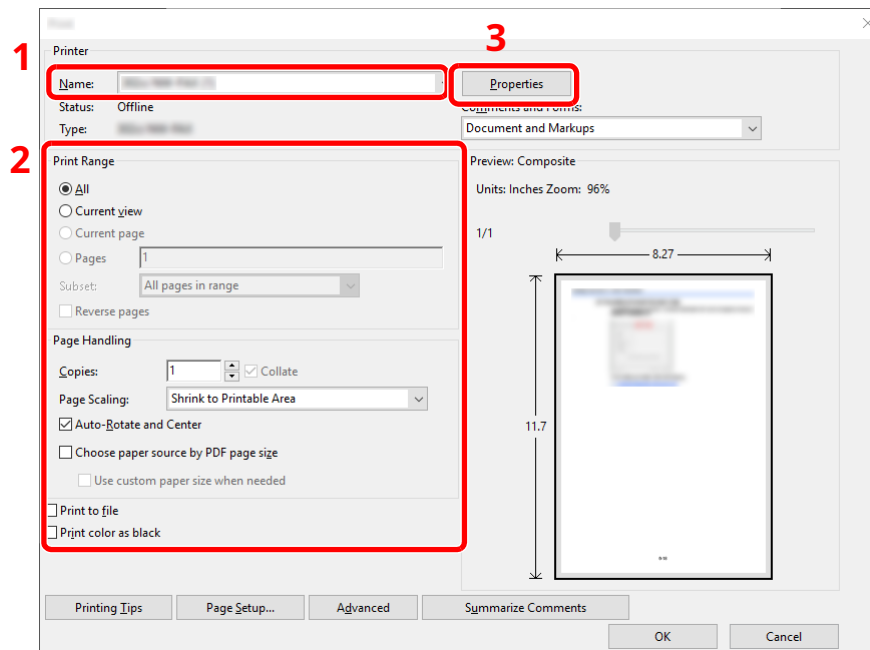 1
3
Printer
Name:
Properties
Status: Offline
Comments and Forms:
Type:
Document and Markups
2
Print Range
Preview: Composite
All
Units: Inches Zoom: 96%
Current view
Current page
1/1
Pages 1
8.27
Subset: All pages in range
Reverse pages
Page Handling
Copies: 1 Collate
Page Scaling: Shrink to Printable Area
Auto-Rotate and Center
11.7
Choose paper source by PDF page size
Use custom paper size when needed
Print to file
Print color as black
Printing Tips Page Setup... Advanced Summarize Comments
OK Cancel